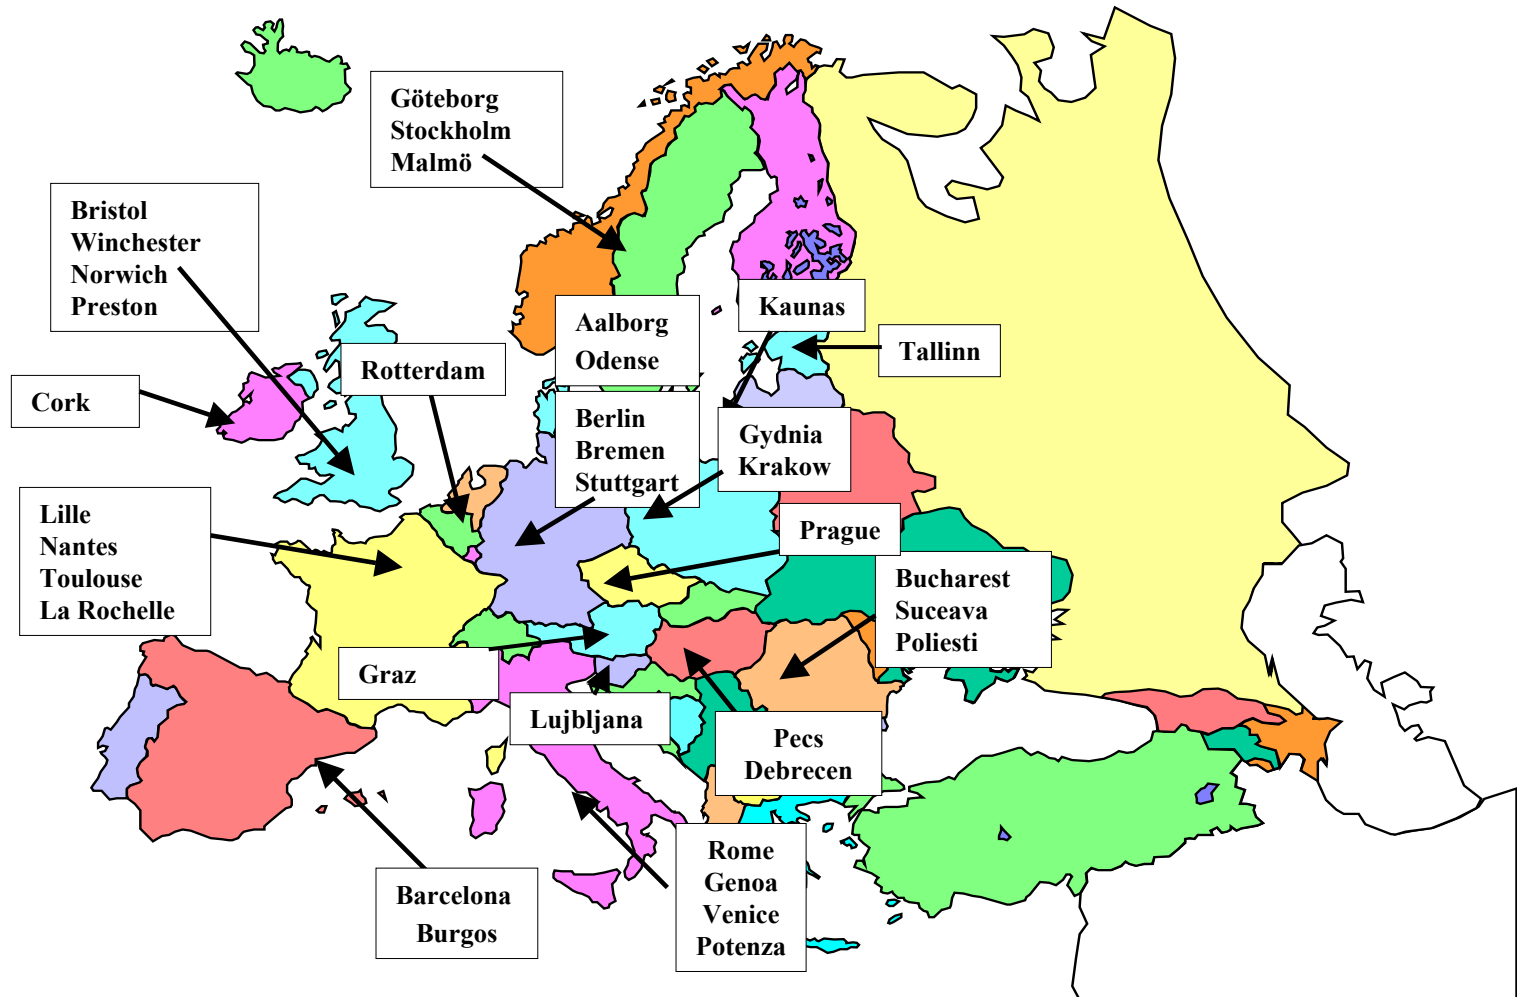 Göteborg
Stockholm
Malmö
Bristol
Winchester
Norwich
Preston
Kaunas
Aalborg
Odense
Tallinn
Rotterdam
Cork
Berlin
Bremen
Stuttgart
Gydnia
Krakow
Lille
Nantes
Toulouse
La Rochelle
Prague
Bucharest
Suceava
Poliesti
Graz
Lujbljana
Pecs
Debrecen
Rome
Genoa
Venice
Potenza
Barcelona
Burgos